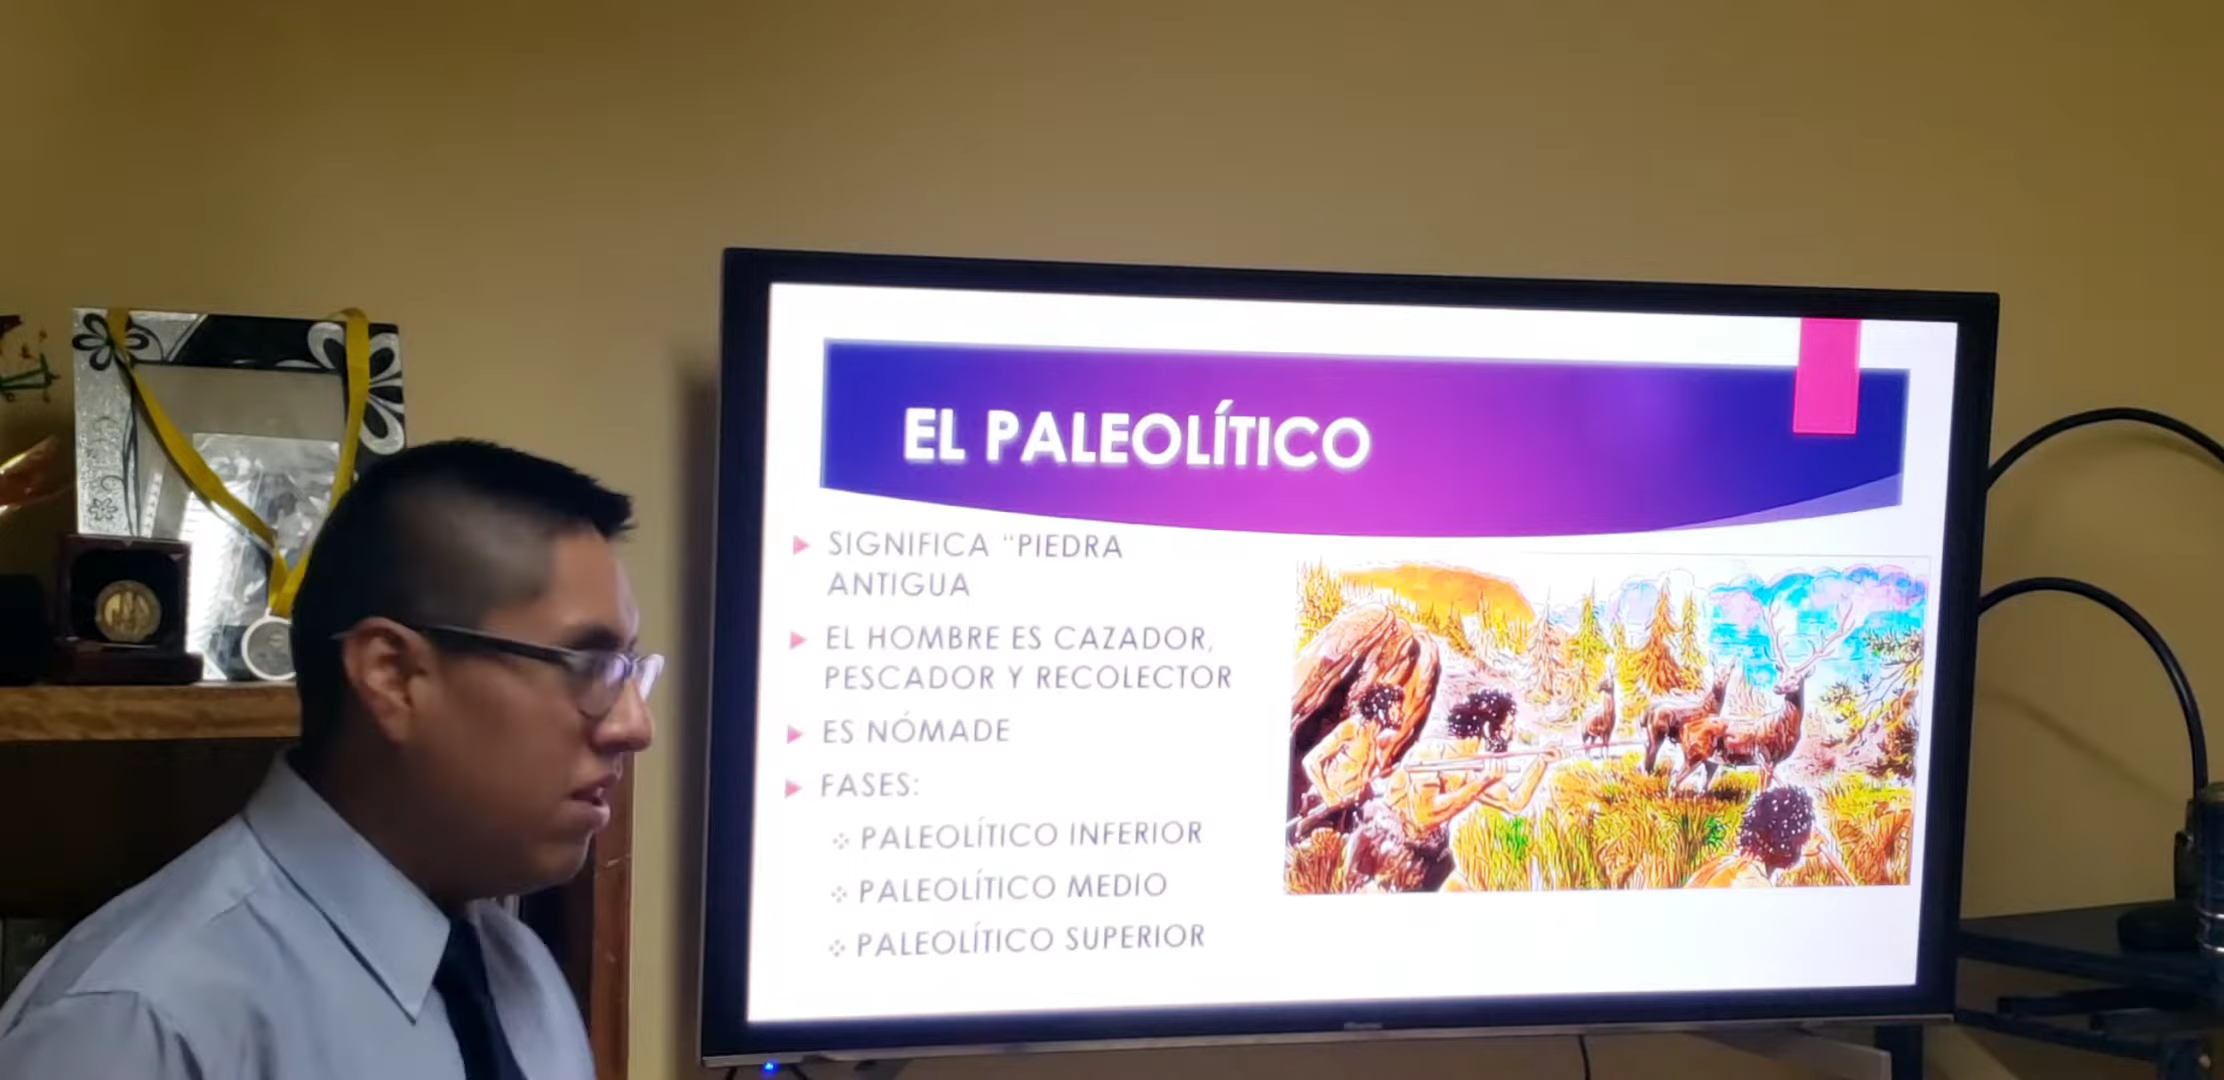 EL PALEOLÍTICO
SIGNIFICA “PIEDRA
ANTIGUA
EL HOMBRE ES CAZADOR,
PESCADOR Y RECOLECTOR
ES NÓMADE
FASES:
PALEOLÍTICO INFERIOR
PALEOLÍTICO MEDIO
PALEOLÍTICO SUPERIOR